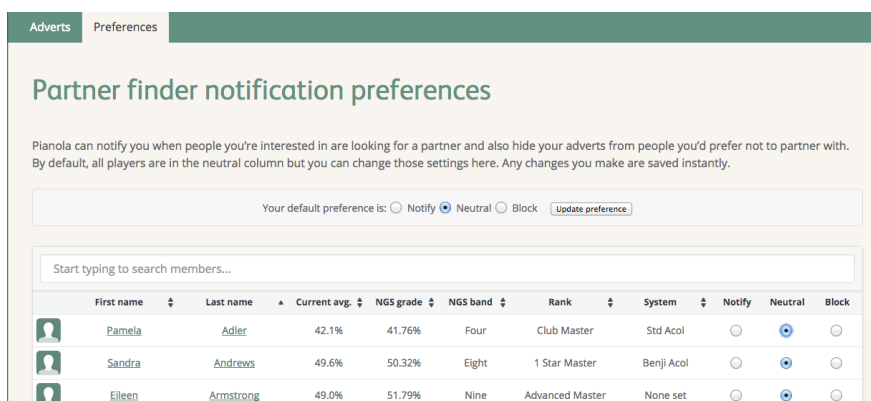 Adverts Preferences
Partner finder notification preferences
Pianola can notify you when people you're interested in are looking for a partner and also hide your adverts from people you'd prefer not to partner with.
By default, all players are in the neutral column but you can change those settings here. Any changes you make are saved instantly.
Your default preference is: Notify Neutral Block Update preference
Start typing to search members...
First name Last name Current avg. NGS grade NGS band Rank System Notify Neutral Block
Pamela Adler 42.1% 41.76% Four Club Master Std Acol
Sandra Andrews 49.6% 50.32% Eight 1 Star Master Benji Acol
Eileen Armstrong 49.0% 51.79% Nine Advanced Master None set